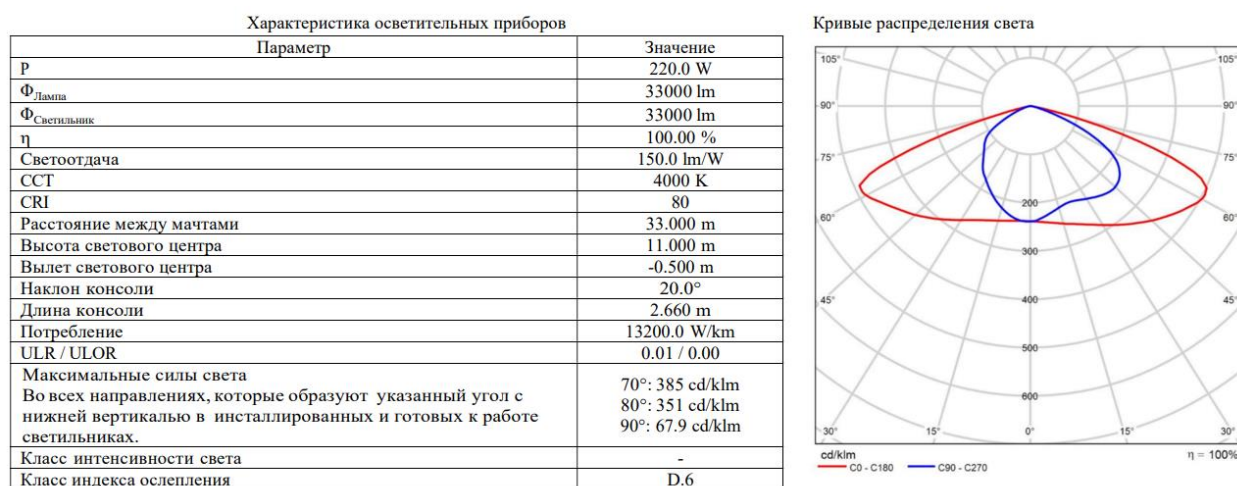 Характеристика осветительных приборов
Параметр Значение
P 220.0 W
Φ Лампа 33000 lm
Φ Светильник 33000 lm
η 100.00 %
Светоотдача 150.0 lm/W
CCT 4000 K
CRI 80
Расстояние между мачтами 33.000 m
Высота светового центра 11.000 m
Вылет светового центра -0.500 m
Наклон консоли 20.0°
Длина консоли 2.660 m
Потребление 13200.0 W/km
ULR / ULOR 0.01 / 0.00
Максимальные силы света
Во всех направлениях, которые образуют указанный угол с
нижней вертикалью в инсталлированных и готовых к работе
светильниках.
70°: 385 cd/klm
80°: 351 cd/klm
90°: 67.9 cd/klm
Класс интенсивности света -
Класс индекса ослепления D.6
Кривые распределения света
105° 105°
90° 90°
75° 75°
200
60° 60°
300
45° 400 45°
500
600
30° 15° 0° 15° 30°
cd/klm η = 100%
C0 - C180 C90 - C270